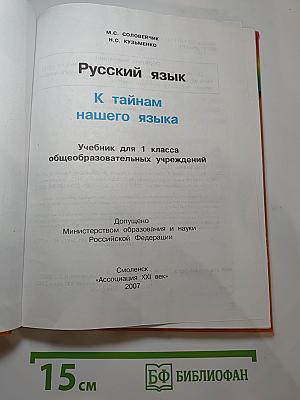 М.С. СОЛОВЕЙЧИК
Н.С. КУЗЬМЕНКО
Русский язык
К тайнам
нашего языка
Учебник для 1 класса
общеобразовательных учреждений
Допущено
Министерством образования и науки
Российской Федерации
Смоленск
«Ассоциация XXI век»
2007
15 см
БФ БИБЛИОФАН